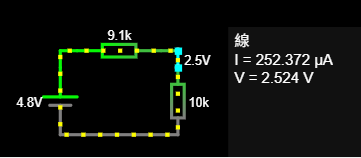 9.1k
2.5V
4.8V
10k
線
I = 252.372 μA
V = 2.524 V